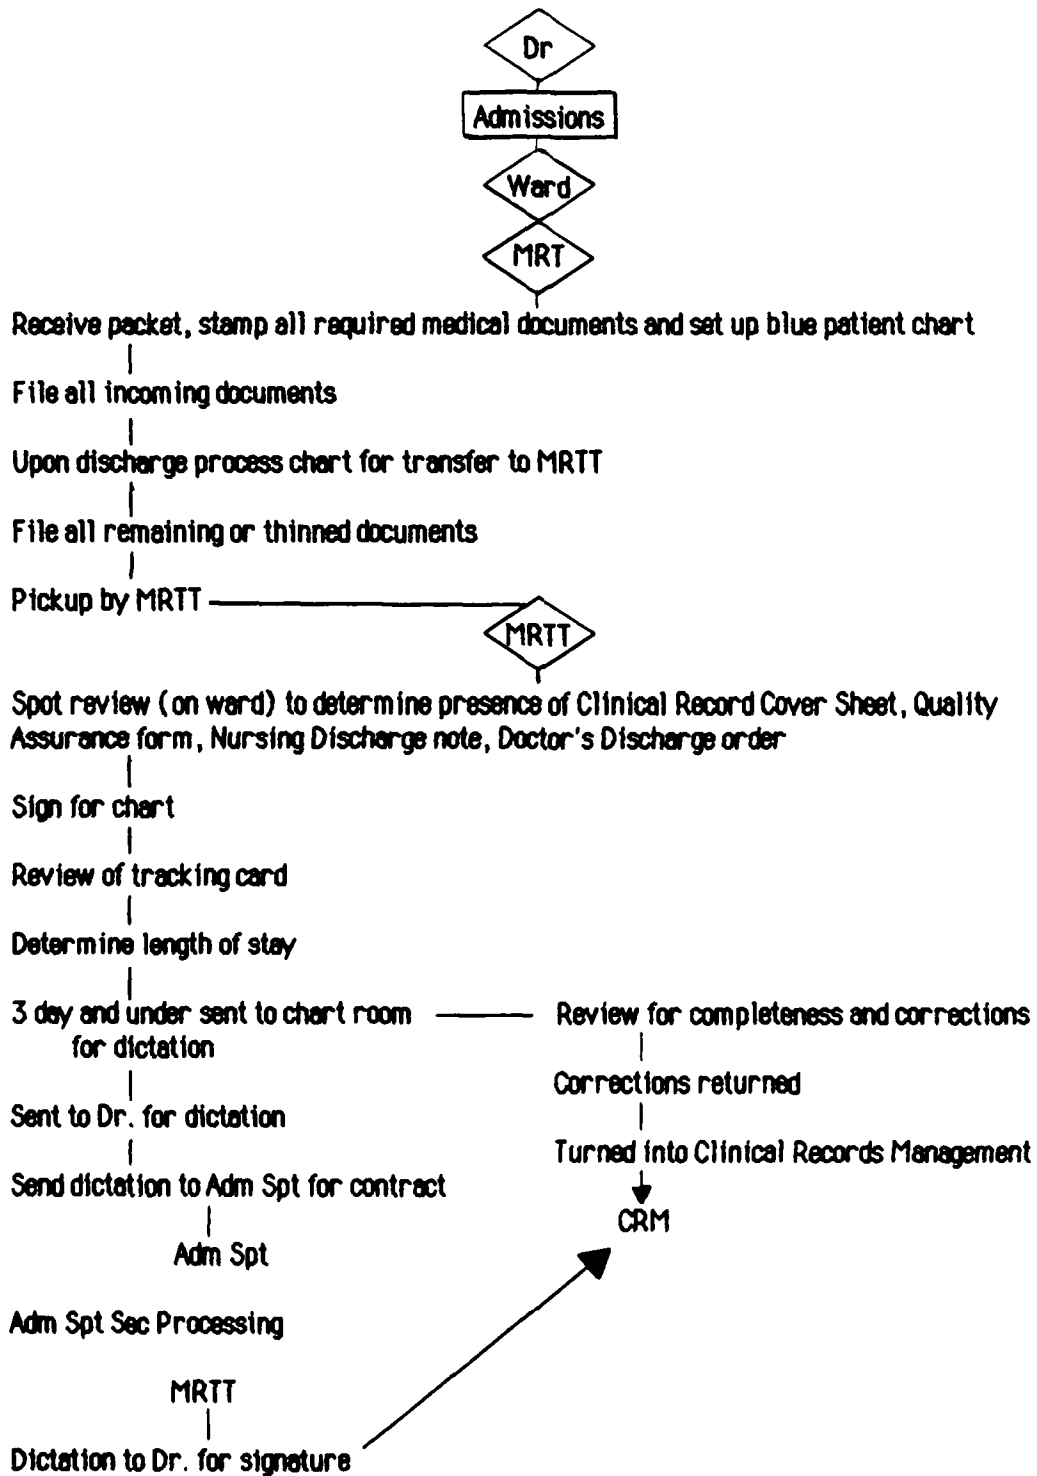 Dr
Admissions
Ward
MRT
Receive packet, stamp all required medical documents and set up blue patient chart
File all incoming documents
Upon discharge process chart for transfer to MRTT
File all remaining or thinned documents
Pickup by MRTT
MRTT
Spot review (on ward) to determine presence of Clinical Record Cover Sheet, Quality
Assurance form, Nursing Discharge note, Doctor's Discharge order
Sign for chart
Review of tracking card
Determine length of stay
3 day and under sent to chart room
for dictation
Sent to Dr. for dictation
Send dictation to Adm Spt for contract
Adm Spt
Adm Spt Sec Processing
MRTT
Dictation to Dr. for signature
Review for completeness and corrections
Corrections returned
Turned into Clinical Records Management
CRM